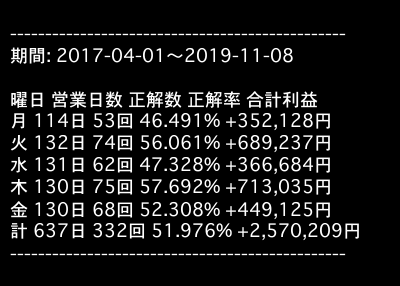 ------------------------------------------------
期間: 2017-04-01〜2019-11-08
曜日 営業日数 正解数 正解率 合計利益
月 114日 53回 46.491% +352,128円
火 132日 74回 56.061% +689,237円
水 131日 62回 47.328% +366,684円
木 130日 75回 57.692% +713,035円
金 130日 68回 52.308% +449,125円
計 637日 332回 51.976% +2,570,209円
------------------------------------------------